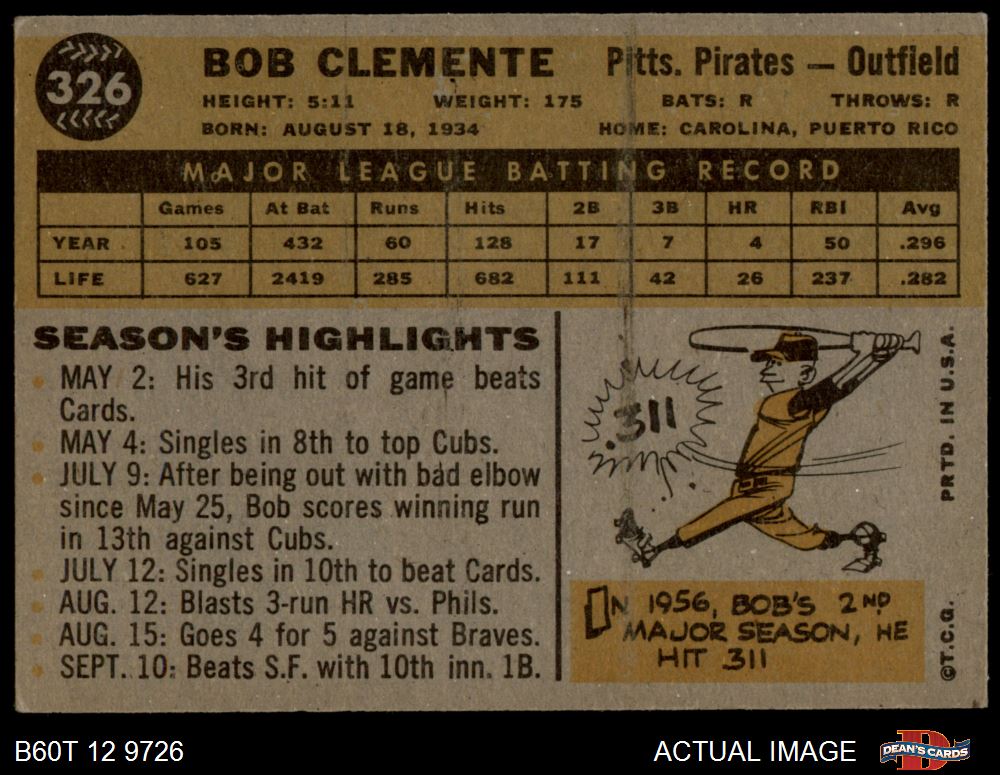 326
BOB CLEMENTE Pitts. Pirates — Outfield
HEIGHT: 5:11 WEIGHT: 175 BATS: R THROWS: R
BORN: AUGUST 18, 1934 HOME: CAROLINA, PUERTO RICO
MAJOR LEAGUE BATTING RECORD
Games At Bat Runs Hits 2B 3B HR RBI Avg
YEAR 105 432 60 128 17 7 4 50 .296
LIFE 627 2419 285 682 111 42 26 237 .282
SEASON'S HIGHLIGHTS
MAY 2: His 3rd hit of game beats
Cards.
MAY 4: Singles in 8th to top Cubs.
JULY 9: After being out with bad elbow
since May 25, Bob scores winning run
in 13th against Cubs.
JULY 12: Singles in 10th to beat Cards.
AUG. 12: Blasts 3-run HR vs. Phils.
AUG. 15: Goes 4 for 5 against Braves.
SEPT. 10: Beats S.F. with 10th inn. 1B.
.311
IN 1956, BOB'S 2ND
MAJOR SEASON, HE
HIT 311
©T.C.G. PRTD. IN U.S.A.
B60T 12 9726 ACTUAL IMAGE D DEAN'S CARDS